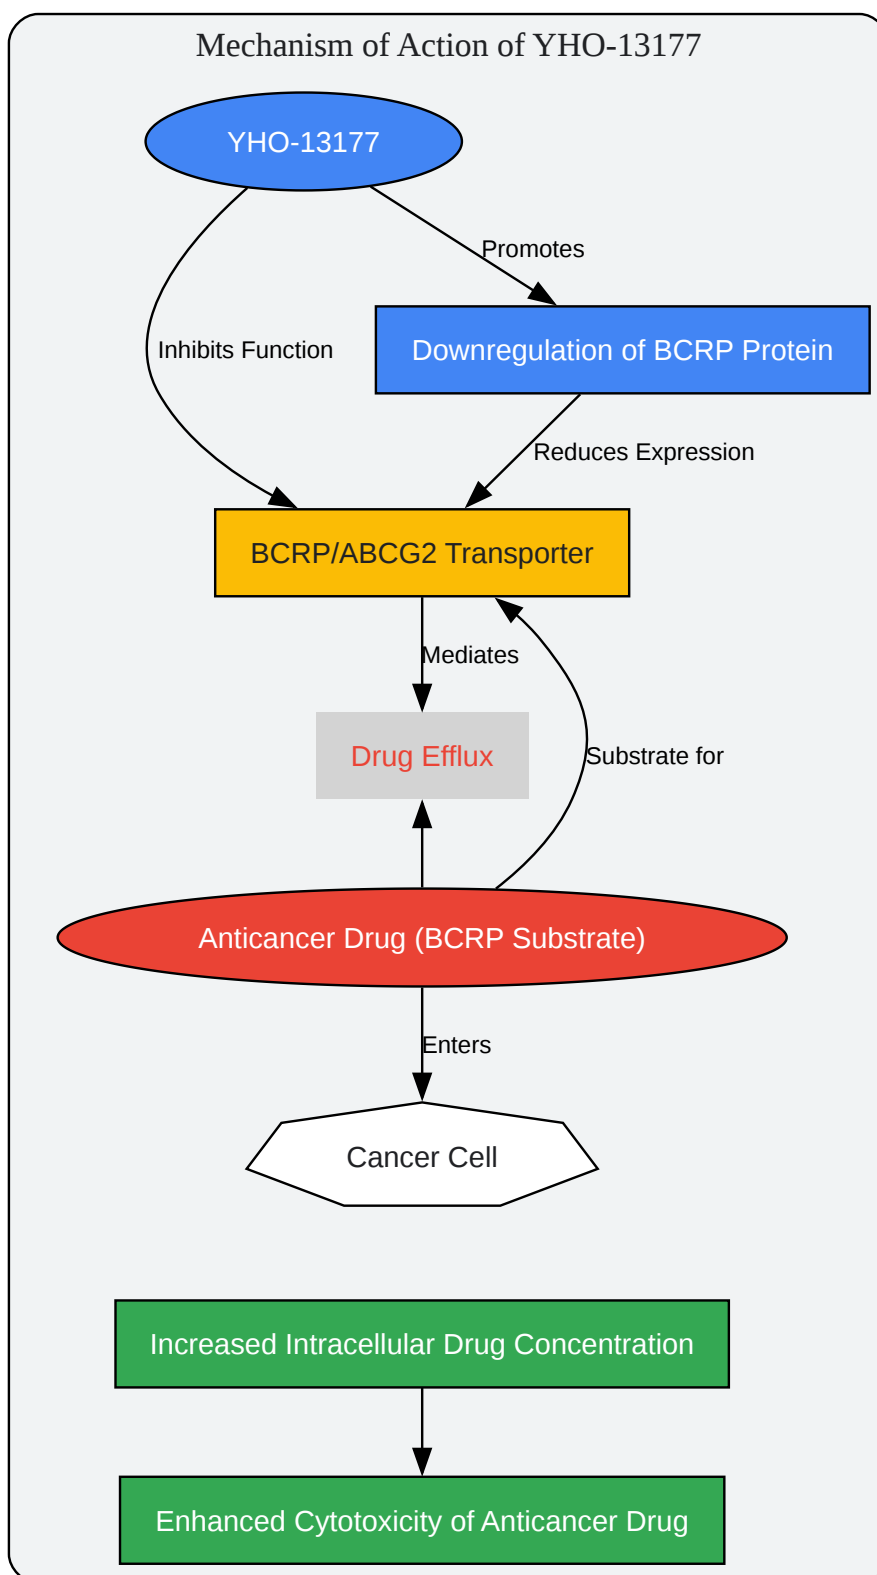 Mechanism of Action of YHO-13177
YHO-13177
Promotes
Inhibits Function
Downregulation of BCRP Protein
Reduces Expression
BCRP/ABCG2 Transporter
Mediates
Drug Efflux
Substrate for
Anticancer Drug (BCRP Substrate)
Enters
Cancer Cell
Increased Intracellular Drug Concentration
Enhanced Cytotoxicity of Anticancer Drug